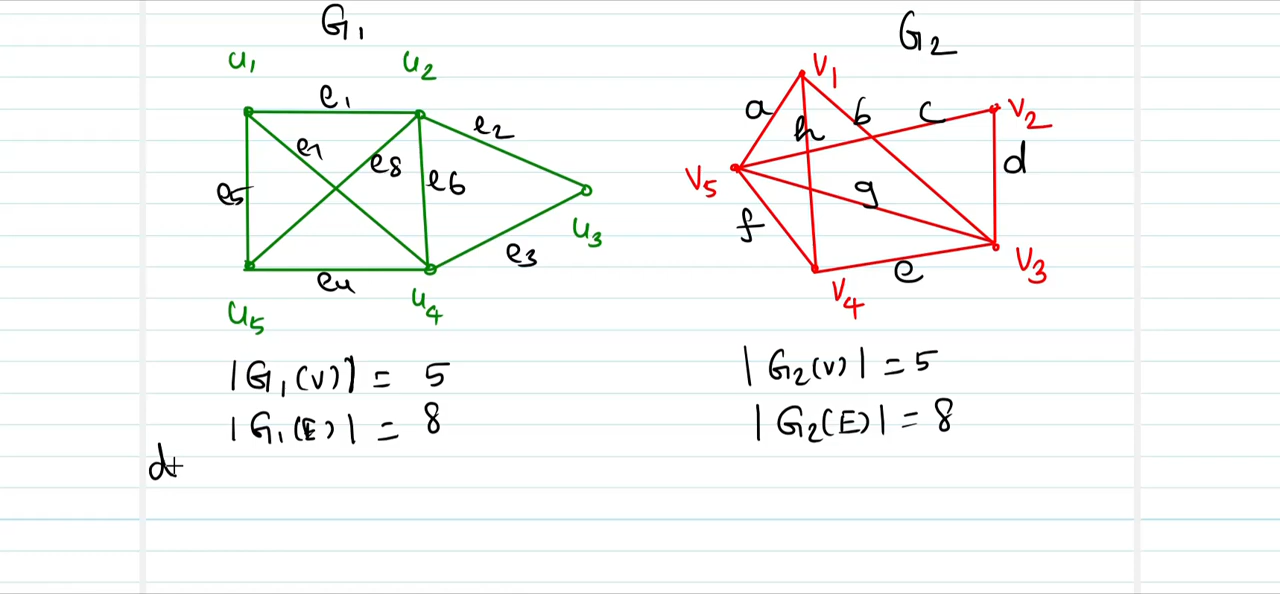 G₁
G₂
u₁
u₂
e₁
e₂
e₇
e₈
e₅
e₆
u₃
e₃
e₄
u₅
u₄
v₁
a
h
b
c
v₂
d
v₅
g
f
e
v₃
v₄
|G₁(V)| = 5
|G₂(V)| = 5
|G₁(E)| = 8
|G₂(E)| = 8